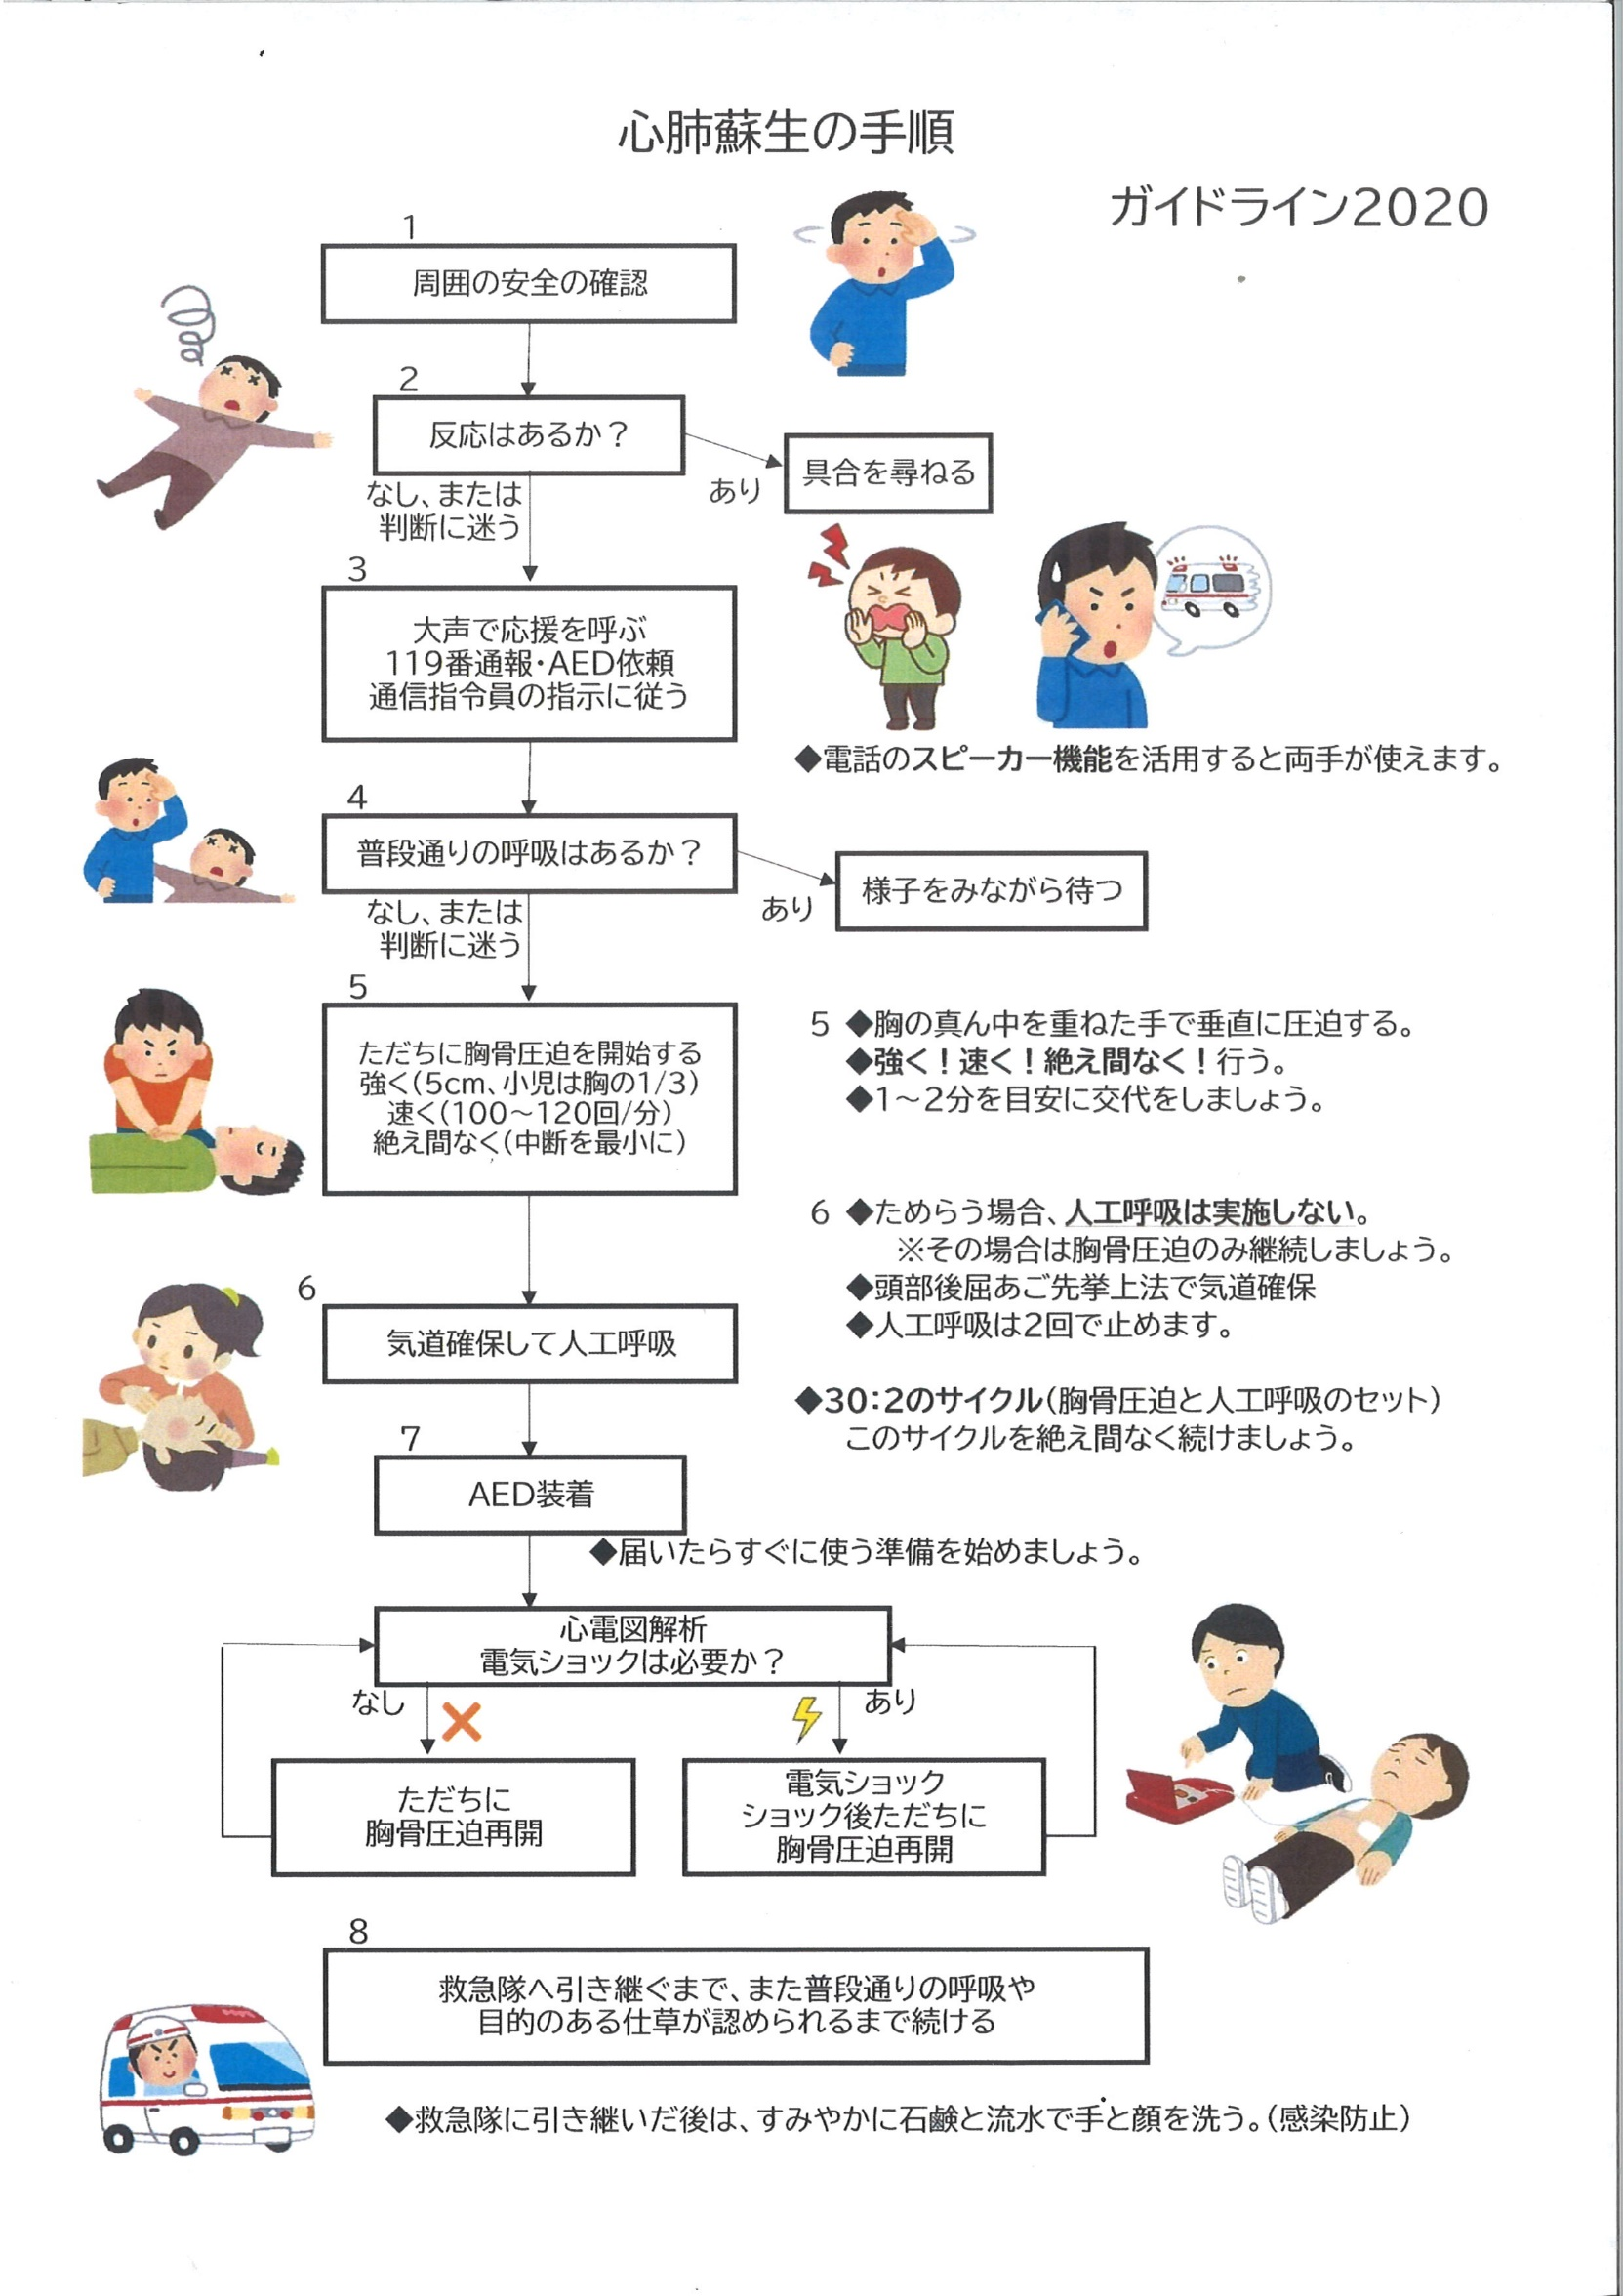 心肺蘇生の手順
ガイドライン2020
1
周囲の安全の確認
2
反応はあるか？
あり
具合を尋ねる
なし、または
判断に迷う
3
大声で応援を呼ぶ
119番通報・AED依頼
通信指令員の指示に従う
◆電話のスピーカー機能を活用すると両手が使えます。
4
普段通りの呼吸はあるか？
あり
様子をみながら待つ
なし、または
判断に迷う
5
ただちに胸骨圧迫を開始する
強く(5cm、小児は胸の1/3)
速く(100～120回/分)
絶え間なく(中断を最小に)
5 ◆胸の真ん中を重ねた手で垂直に圧迫する。
◆強く！速く！絶え間なく！行う。
◆1～2分を目安に交代をしましょう。
6 ◆ためらう場合、人工呼吸は実施しない。
※その場合は胸骨圧迫のみ継続しましょう。
◆頭部後屈あご先挙上法で気道確保
◆人工呼吸は2回で止めます。
6
気道確保して人工呼吸
◆30：2のサイクル(胸骨圧迫と人工呼吸のセット)
このサイクルを絶え間なく続けましょう。
7
AED装着
◆届いたらすぐに使う準備を始めましょう。
心電図解析
電気ショックは必要か？
なし
あり
ただちに
胸骨圧迫再開
電気ショック
ショック後ただちに
胸骨圧迫再開
8
救急隊へ引き継ぐまで、また普段通りの呼吸や
目的のある仕草が認められるまで続ける
◆救急隊に引き継いだ後は、すみやかに石鹸と流水で手と顔を洗う。(感染防止)